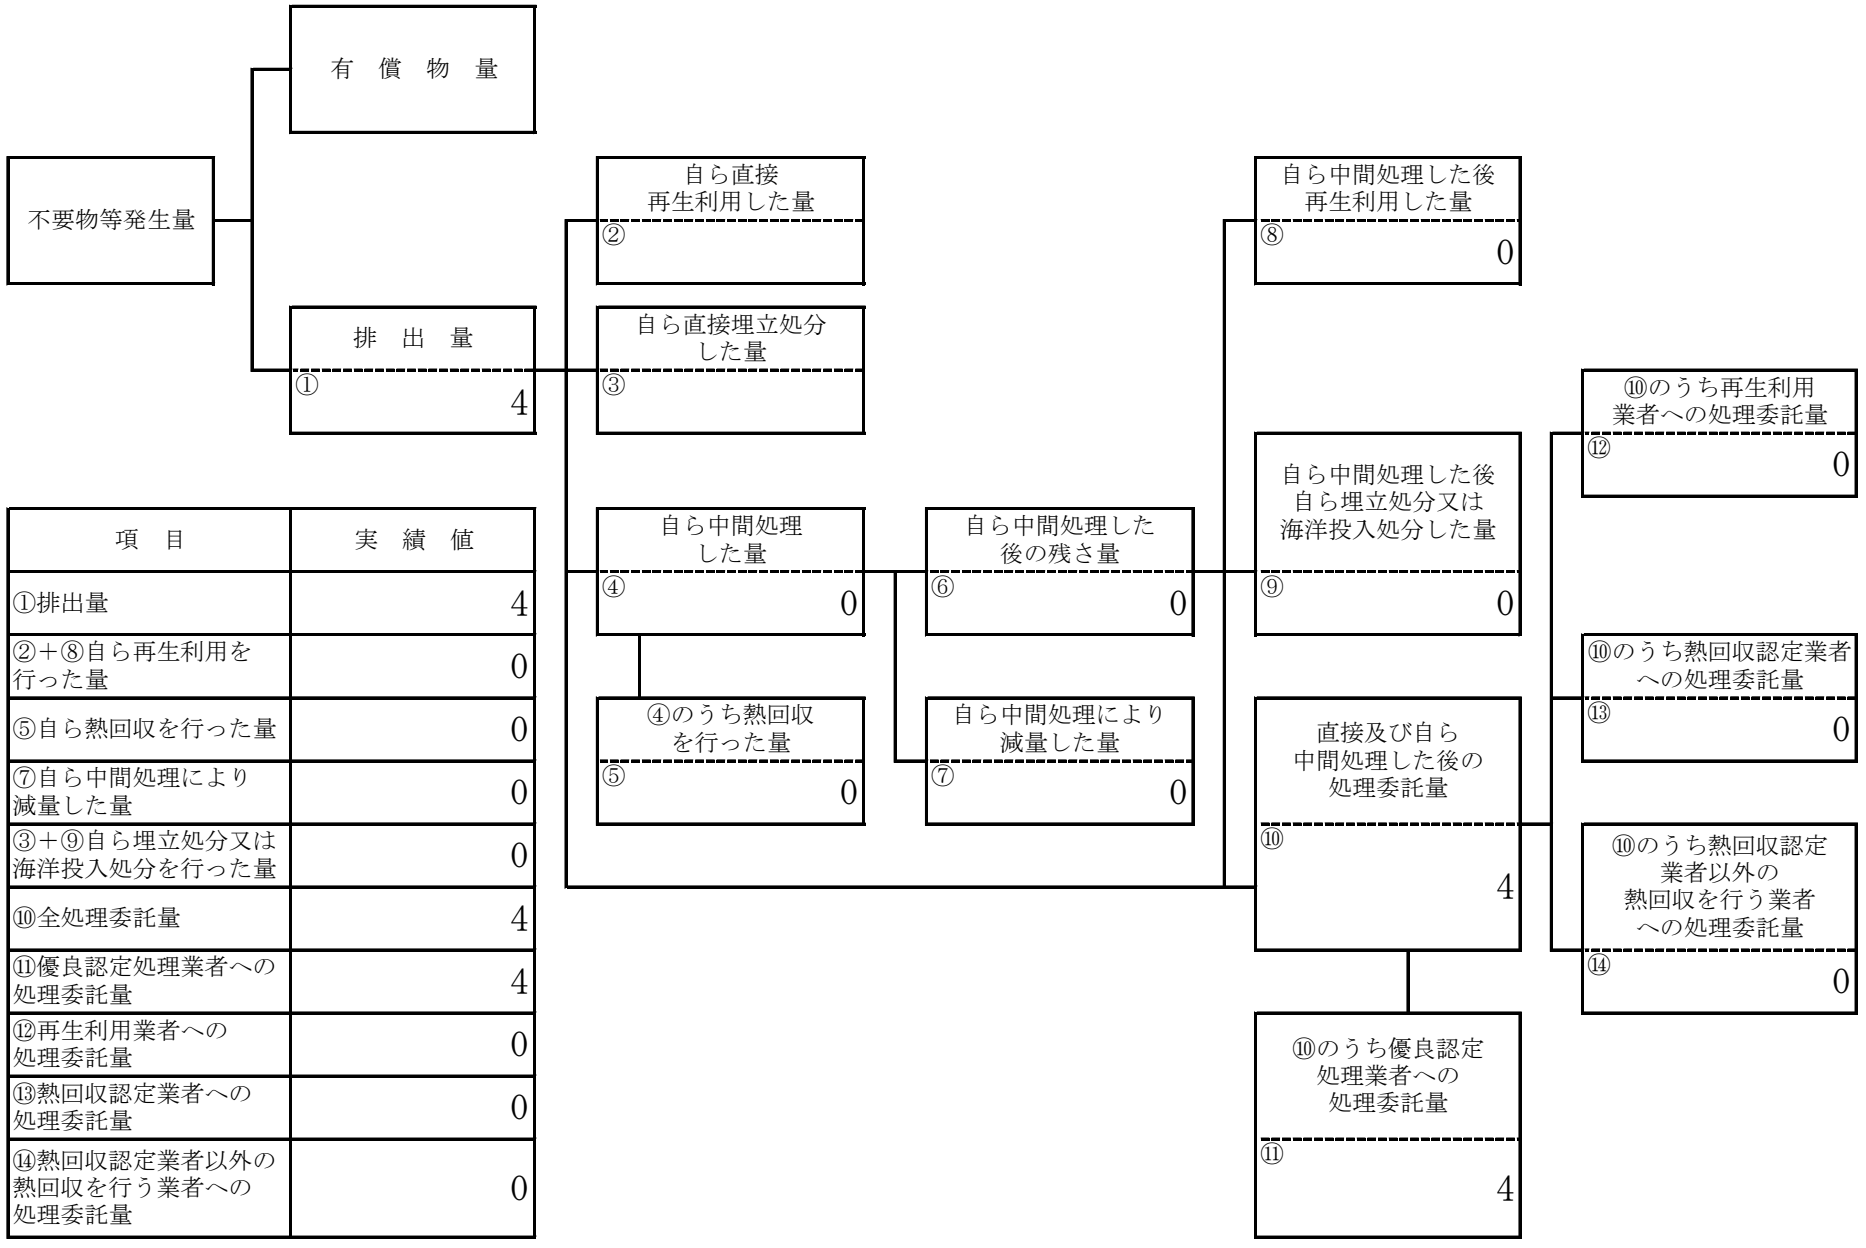 有 償 物 量
不要物等発生量
排 出 量
①
4
自ら直接
再生利用した量
②
自ら直接埋立処分
した量
③
自ら中間処理
した量
④
0
④のうち熱回収
を行った量
⑤
0
自ら中間処理した
後の残さ量
⑥
0
自ら中間処理により
減量した量
⑦
0
自ら中間処理した後
再生利用した量
⑧
0
自ら中間処理した後
自ら埋立処分又は
海洋投入処分した量
⑨
0
直接及び自ら
中間処理した後の
処理委託量
⑩
4
⑩のうち優良認定
処理業者への
処理委託量
⑪
4
⑩のうち再生利用
業者への処理委託量
⑫
0
⑩のうち熱回収認定業者
への処理委託量
⑬
0
⑩のうち熱回収認定
業者以外の
熱回収を行う業者
への処理委託量
⑭
0
項 目 実 績 値
①排出量 4
②＋⑧自ら再生利用を
行った量 0
⑤自ら熱回収を行った量 0
⑦自ら中間処理により
減量した量 0
③＋⑨自ら埋立処分又は
海洋投入処分を行った量 0
⑩全処理委託量 4
⑪優良認定処理業者への
処理委託量 4
⑫再生利用業者への
処理委託量 0
⑬熱回収認定業者への
処理委託量 0
⑭熱回収認定業者以外の
熱回収を行う業者への
処理委託量 0